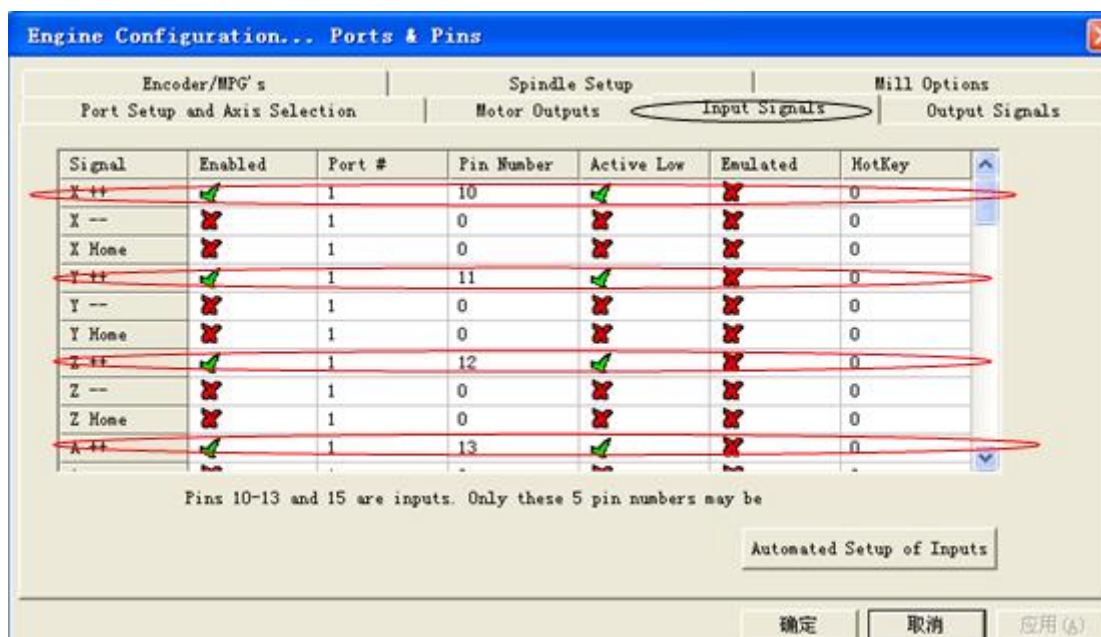 Engine Configuration... Ports & Pins
Encoder/MPG's Spindle Setup Mill Options
Port Setup and Axis Selection Motor Outputs Input Signals Output Signals
Signal Enabled Port # Pin Number Active Low Emulated HotKey
X ++ 1 10 0
X -- 1 0 0
X Home 1 0 0
Y ++ 1 11 0
Y -- 1 0 0
Y Home 1 0 0
Z ++ 1 12 0
Z -- 1 0 0
Z Home 1 0 0
A ++ 1 13 0
Pins 10-13 and 15 are inputs. Only these 5 pin numbers may be
Automated Setup of Inputs
确定 取消 应用(A)